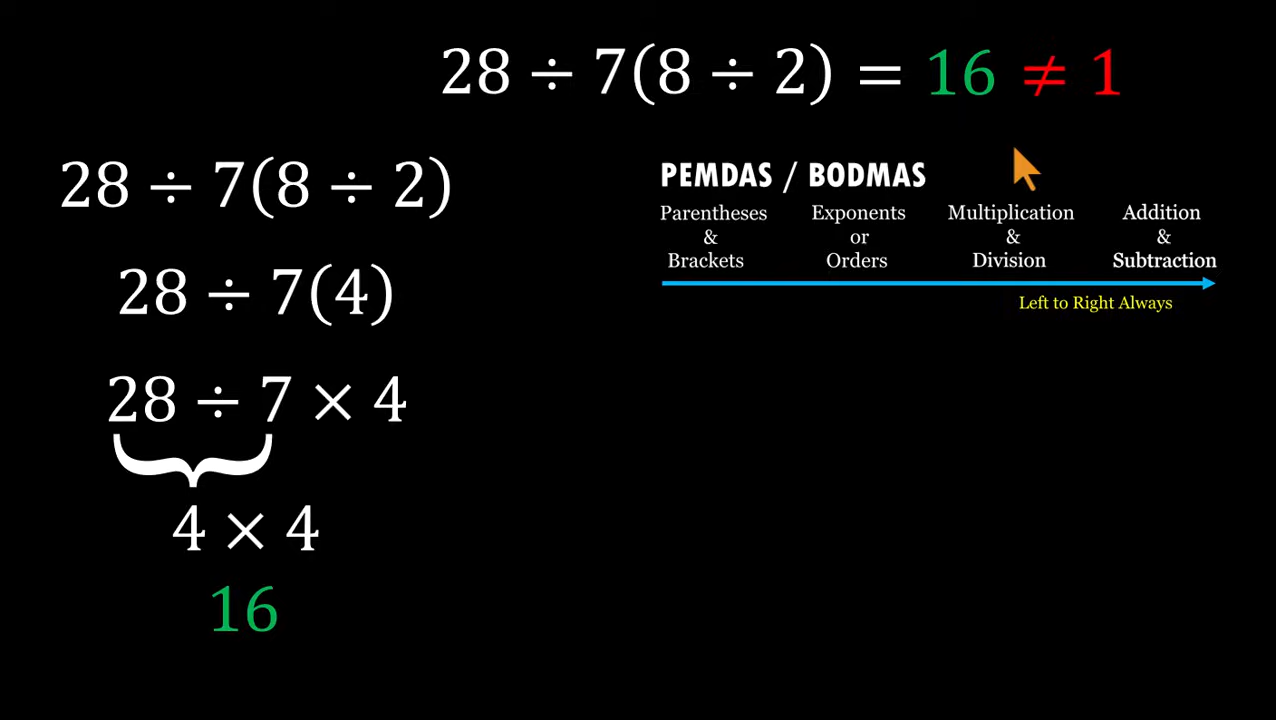 28 ÷ 7(8 ÷ 2) = 16 ≠ 1
28 ÷ 7(8 ÷ 2)
28 ÷ 7(4)
28 ÷ 7 × 4
4 × 4
16
PEMDAS / BODMAS
Parentheses Exponents Multiplication Addition
& or & &
Brackets Orders Division Subtraction
Left to Right Always